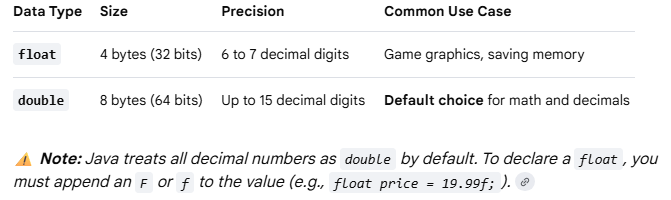 Data Type Size Precision Common Use Case
float 4 bytes (32 bits) 6 to 7 decimal digits Game graphics, saving memory
double 8 bytes (64 bits) Up to 15 decimal digits Default choice for math and decimals
⚠️ Note: Java treats all decimal numbers as double by default. To declare a float, you
must append an F or f to the value (e.g., float price = 19.99f;).